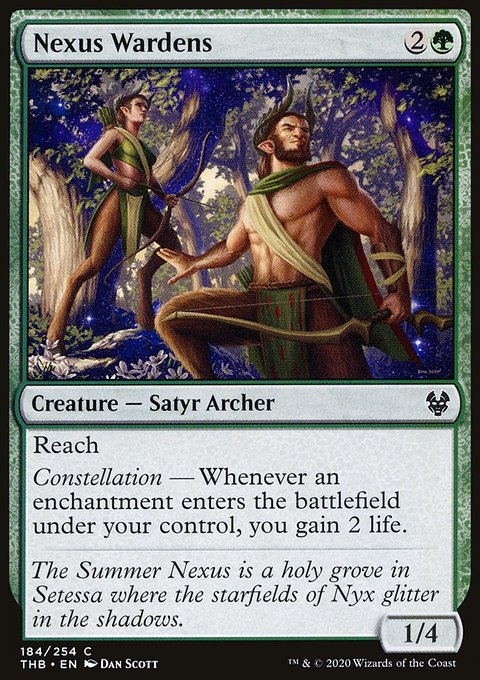 Nexus Wardens 2
Creature — Satyr Archer
Reach
Constellation — Whenever an
enchantment enters the battlefield
under your control, you gain 2 life.
The Summer Nexus is a holy grove in
Setessa where the starfields of Nyx glitter
in the shadows.
1/4
184/254 C
THB • EN Dan Scott
™ & © 2020 Wizards of the Coast